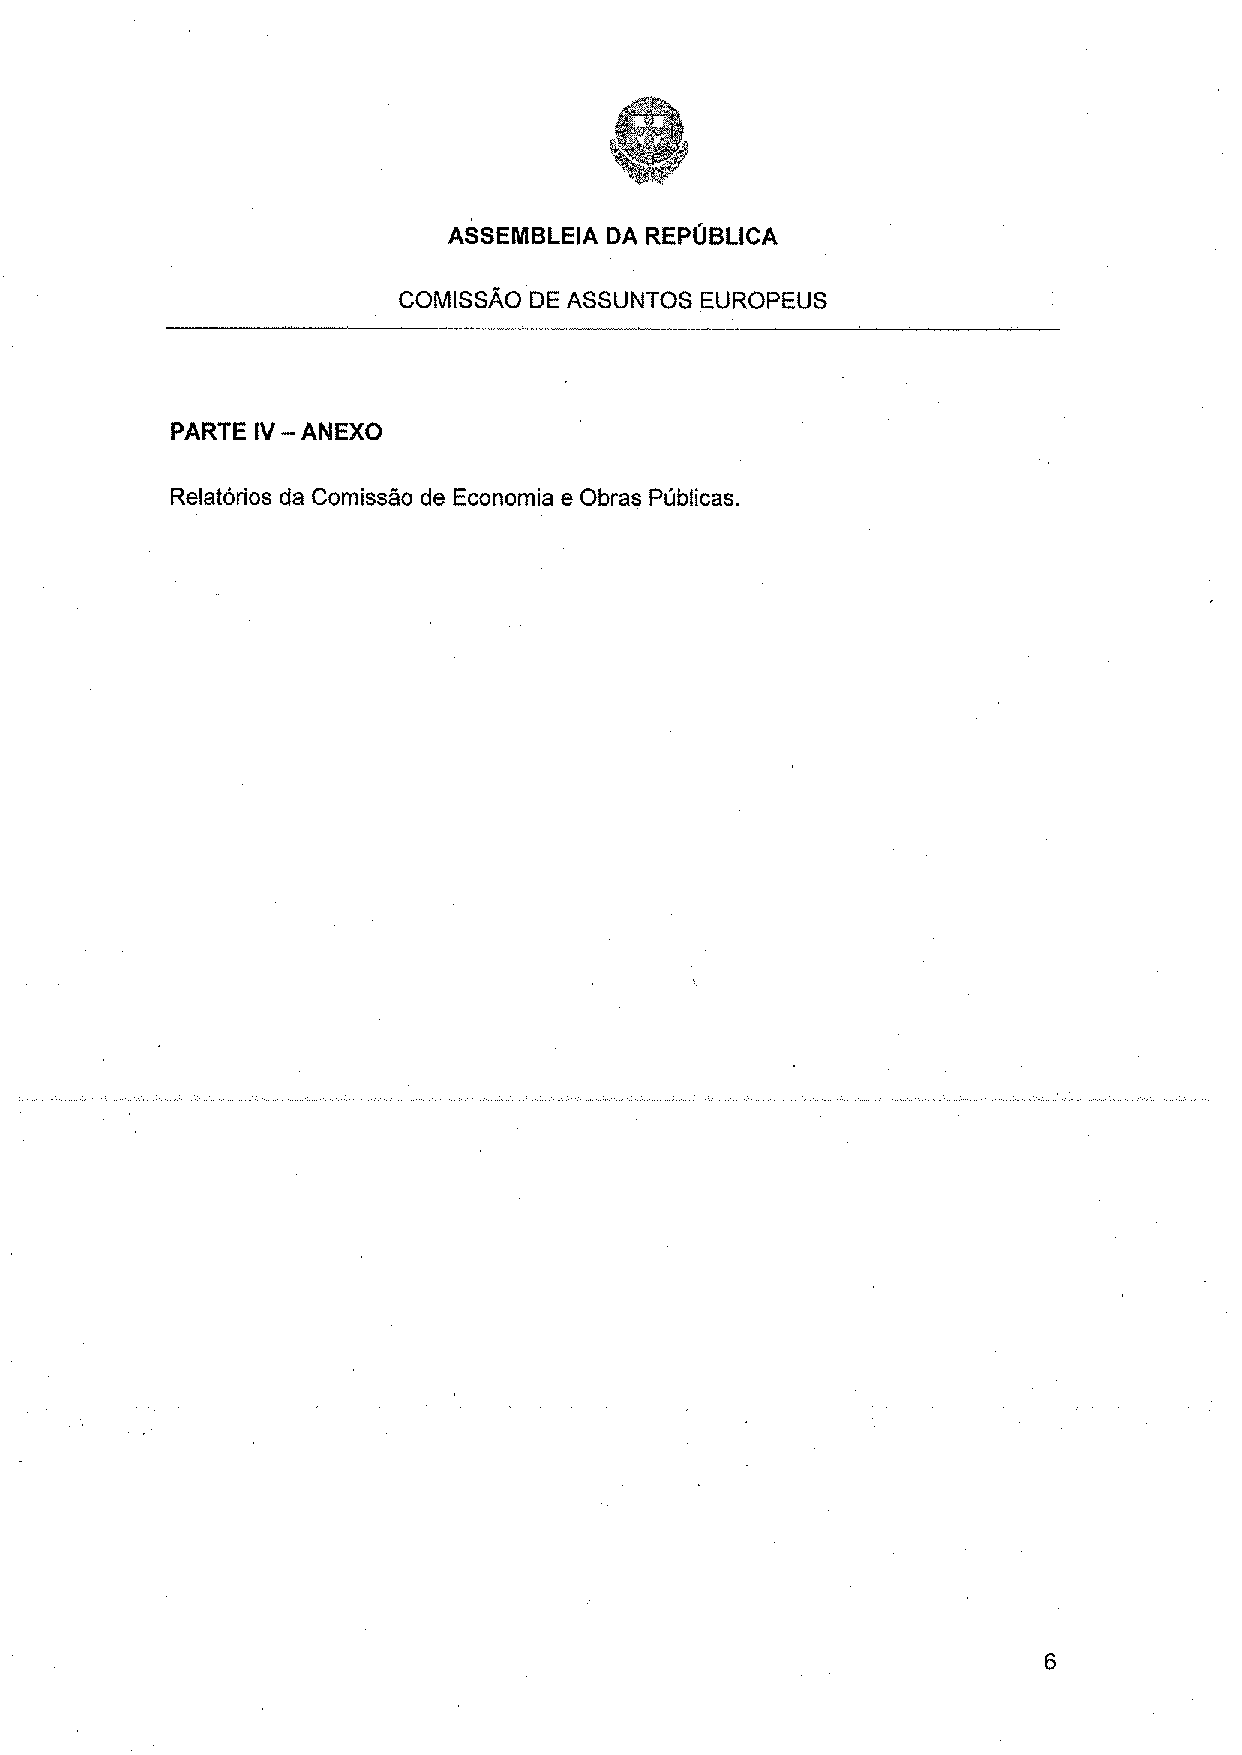 ASSEMBLEIA DA REPÚBLICA
COMISSÃO DE ASSUNTOS EUROPEUS
PARTE IV – ANEXO
Relatórios da Comissão de Economia e Obras Públicas.
6